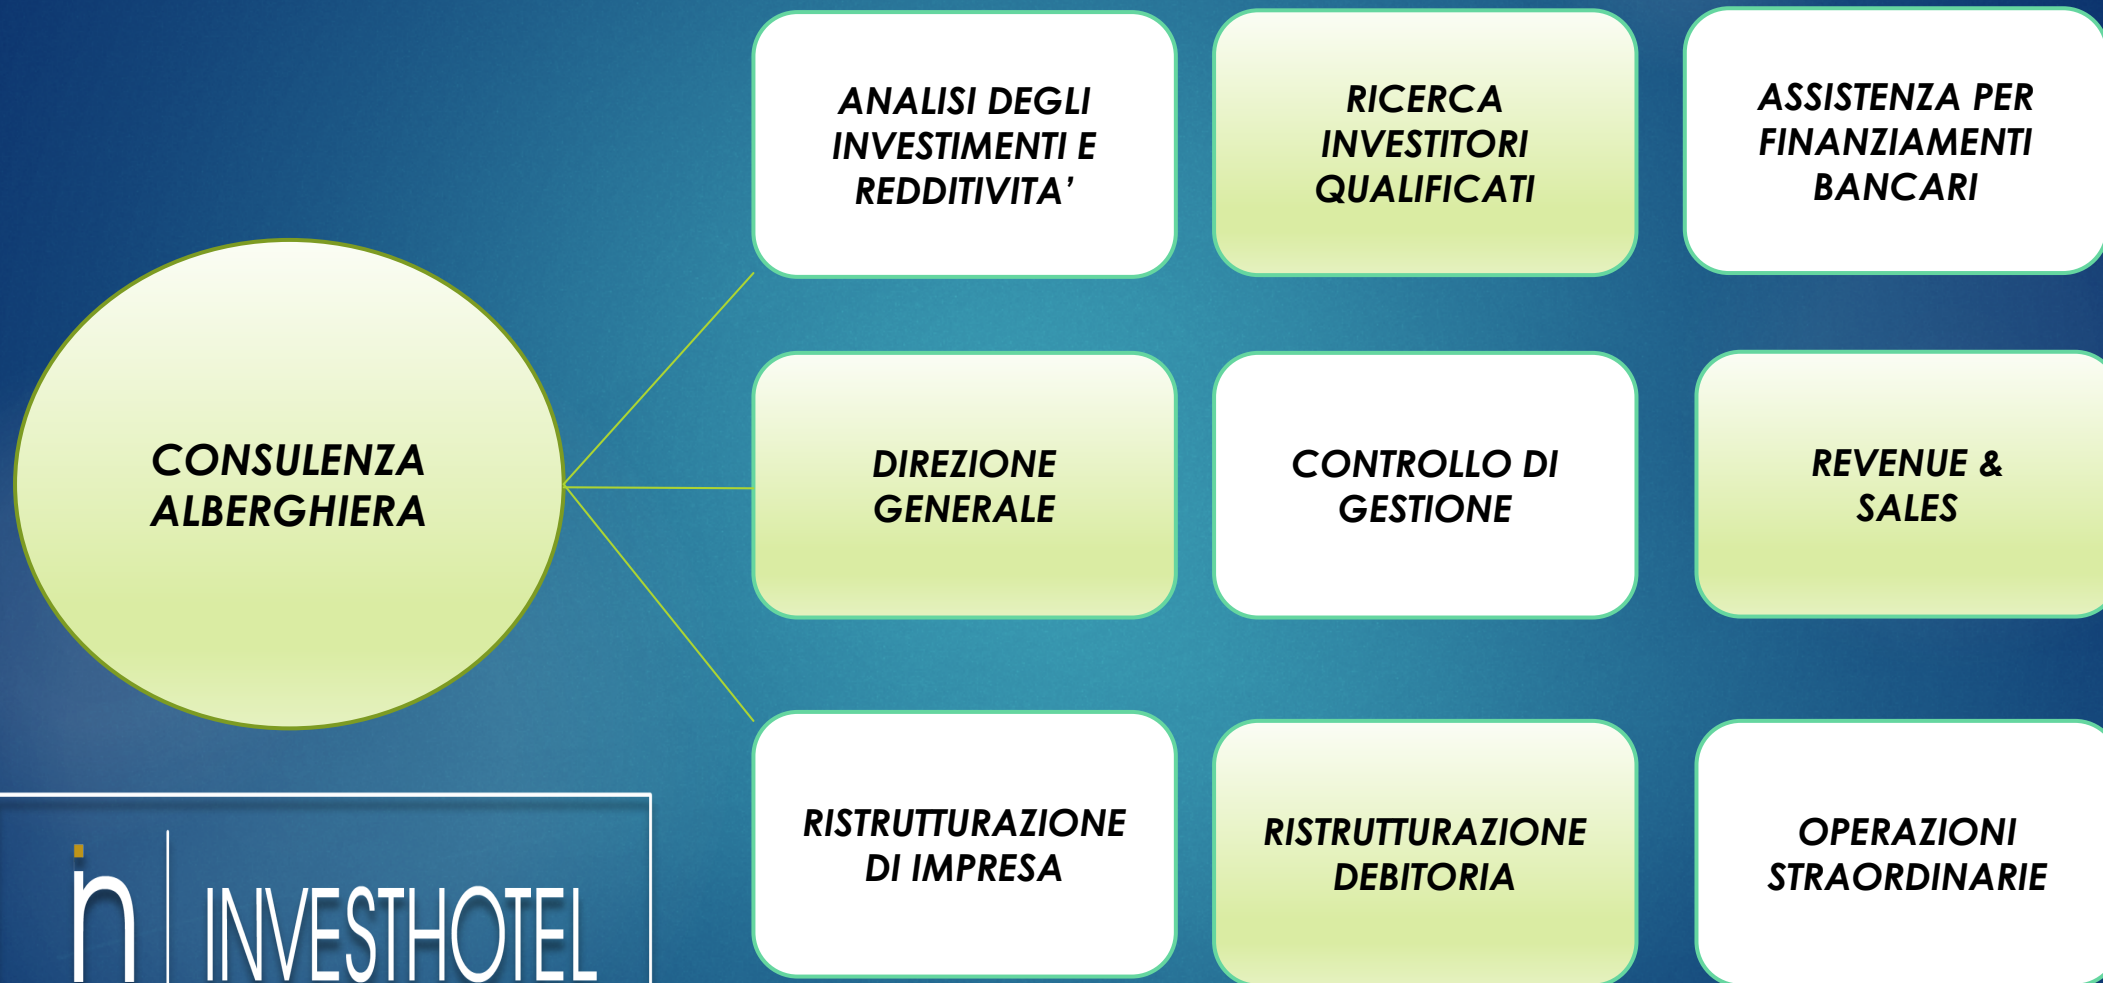 ANALISI DEGLI
INVESTIMENTI E
REDDITIVITA’
RICERCA
INVESTITORI
QUALIFICATI
ASSISTENZA PER
FINANZIAMENTI
BANCARI
CONSULENZA
ALBERGHIERA
DIREZIONE
GENERALE
CONTROLLO DI
GESTIONE
REVENUE &
SALES
RISTRUTTURAZIONE
DI IMPRESA
RISTRUTTURAZIONE
DEBITORIA
OPERAZIONI
STRAORDINARIE
in
INVESTHOTEL